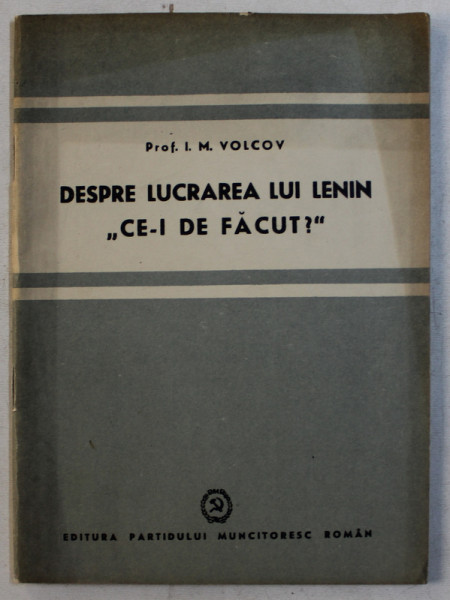 Prof. I. M. VOLCOV
DESPRE LUCRAREA LUI LENIN
„CE-I DE FĂCUT?“
EDITURA PARTIDULUI MUNCITORESC ROMÂN